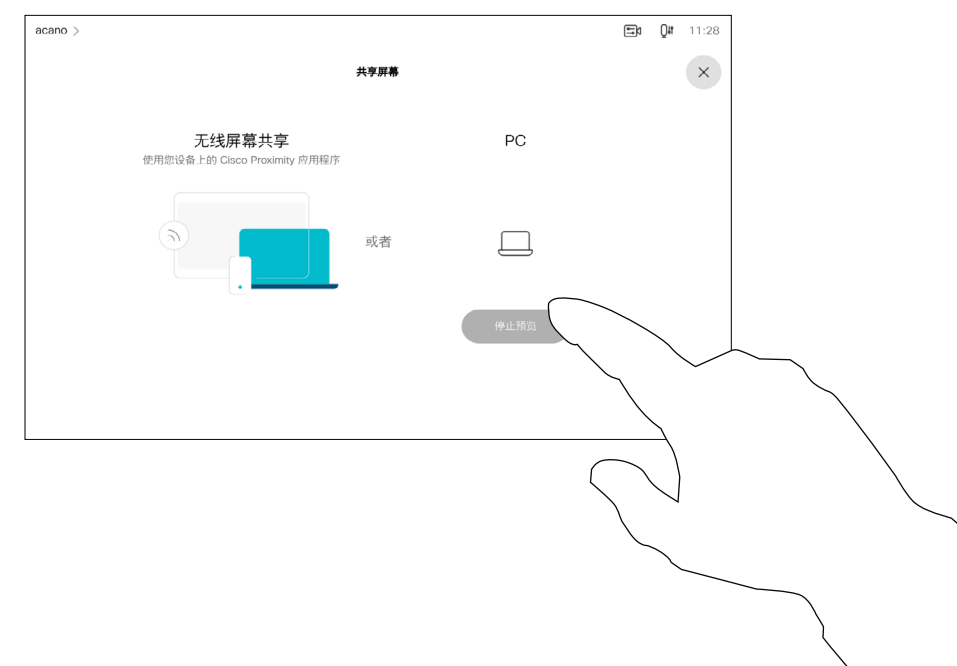 acano
11:28
共享屏幕
无线屏幕共享
使用您设备上的 Cisco Proximity 应用程序
PC
或者
停止预览